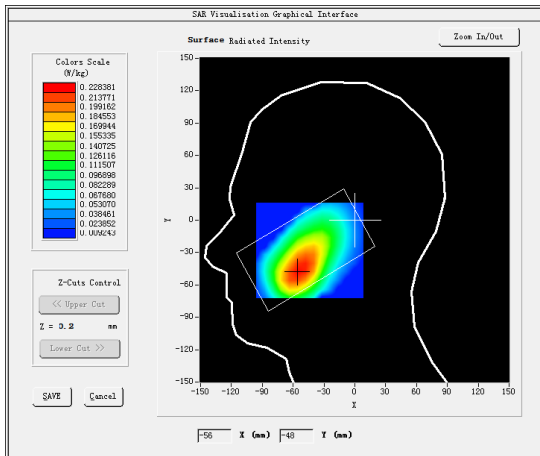 SAR Visualisation Graphical Interface
Surface Radiated Intensity
Zoom In/Out
Colors Scale
(W/kg)
0.228381
0.213771
0.199162
0.184553
0.169944
0.155335
0.140725
0.126116
0.111507
0.096898
0.082289
0.067680
0.053070
0.038461
0.023852
0.009243
Z-Cuts Control
<< Upper Cut
Z = 0.2 mm
Lower Cut >>
SAVE
Cancel
150
120
90
60
30
0
-30
-60
-90
-120
-150
Y
-150 -120 -90 -60 -30 0 30 60 90 120 150
X
-56 X (mm) -48 Y (mm)